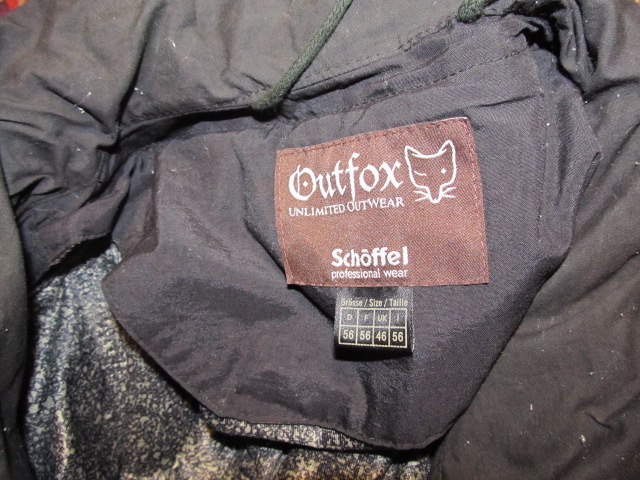 Outfox
UNLIMITED OUTWEAR
Schöffel
professional wear
Grösse / Size / Taille
D F UK I
56 56 46 56